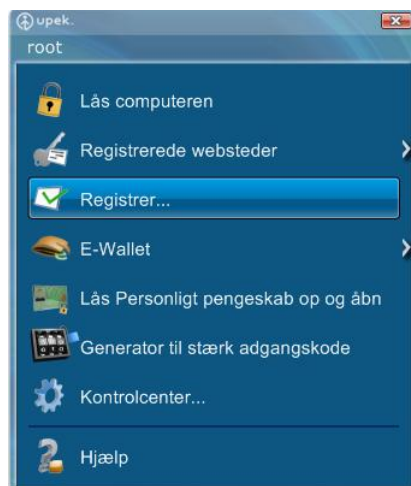 upek.
root
Lås computeren
Registrerede websteder
Registrer...
E-Wallet
Lås Personligt pengeskab op og åbn
Generator til stærk adgangskode
Kontrolcenter...
Hjælp